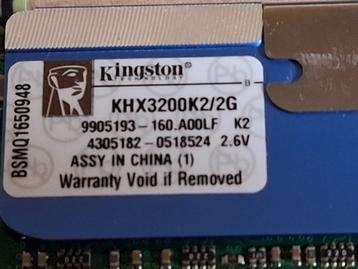 Kingston
TECHNOLOGY
B
KHX3200K2/2G
9905193-160.A00LF K2
4305182-0518524 2.6V
ASSY IN CHINA (1)
Warranty Void if Removed
BSMQ1650948